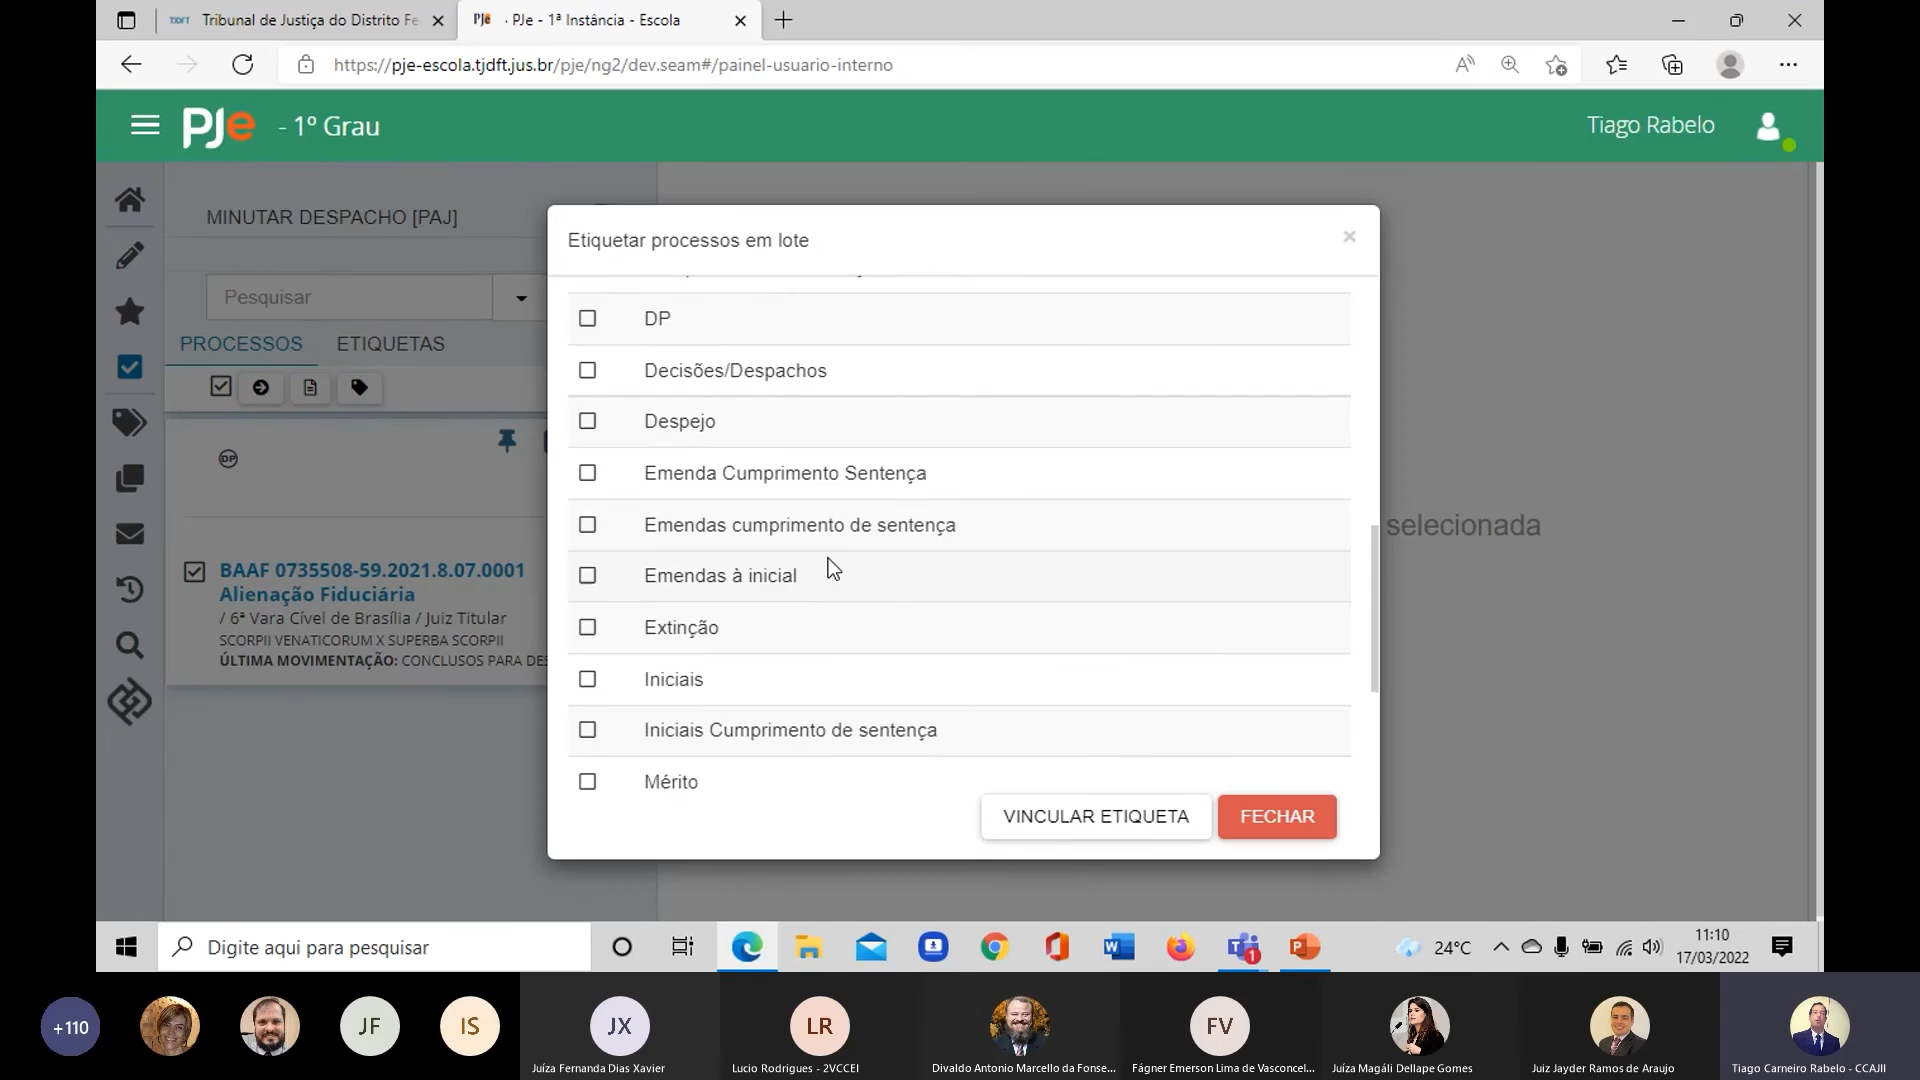 Tribunal de Justiça do Distrito Fe
PJe - 1ª Instância - Escola
https://pje-escola.tjdft.jus.br/pje/ng2/dev.seam#/painel-usuario-interno
PJe - 1º Grau
Tiago Rabelo
MINUTAR DESPACHO [PAJ]
Pesquisar
PROCESSOS ETIQUETAS
DP
BAAF 0735508-59.2021.8.07.0001
Alienação Fiduciária
/ 6ª Vara Cível de Brasília / Juiz Titular
SCORPII VENATICORUM X SUPERBA SCORPII
ÚLTIMA MOVIMENTAÇÃO: CONCLUSOS PARA DES
selecionada
Etiquetar processos em lote
DP
Decisões/Despachos
Despejo
Emenda Cumprimento Sentença
Emendas cumprimento de sentença
Emendas à inicial
Extinção
Iniciais
Iniciais Cumprimento de sentença
Mérito
VINCULAR ETIQUETA
FECHAR
Digite aqui para pesquisar
1
24°C
11:10
17/03/2022
+110
JF
IS
JX
LR
FV
Juíza Fernanda Dias Xavier
Lucio Rodrigues - 2VCCEI
Divaldo Antonio Marcello da Fonse...
Fágner Emerson Lima de Vasconcel...
Juíza Magáli Dellape Gomes
Juiz Jayder Ramos de Araujo
Tiago Carneiro Rabelo - CCAJII